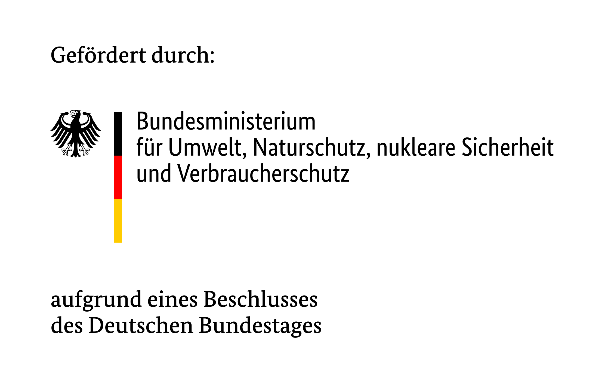 Gefördert durch:
Bundesministerium
für Umwelt, Naturschutz, nukleare Sicherheit
und Verbraucherschutz
aufgrund eines Beschlusses
des Deutschen Bundestages